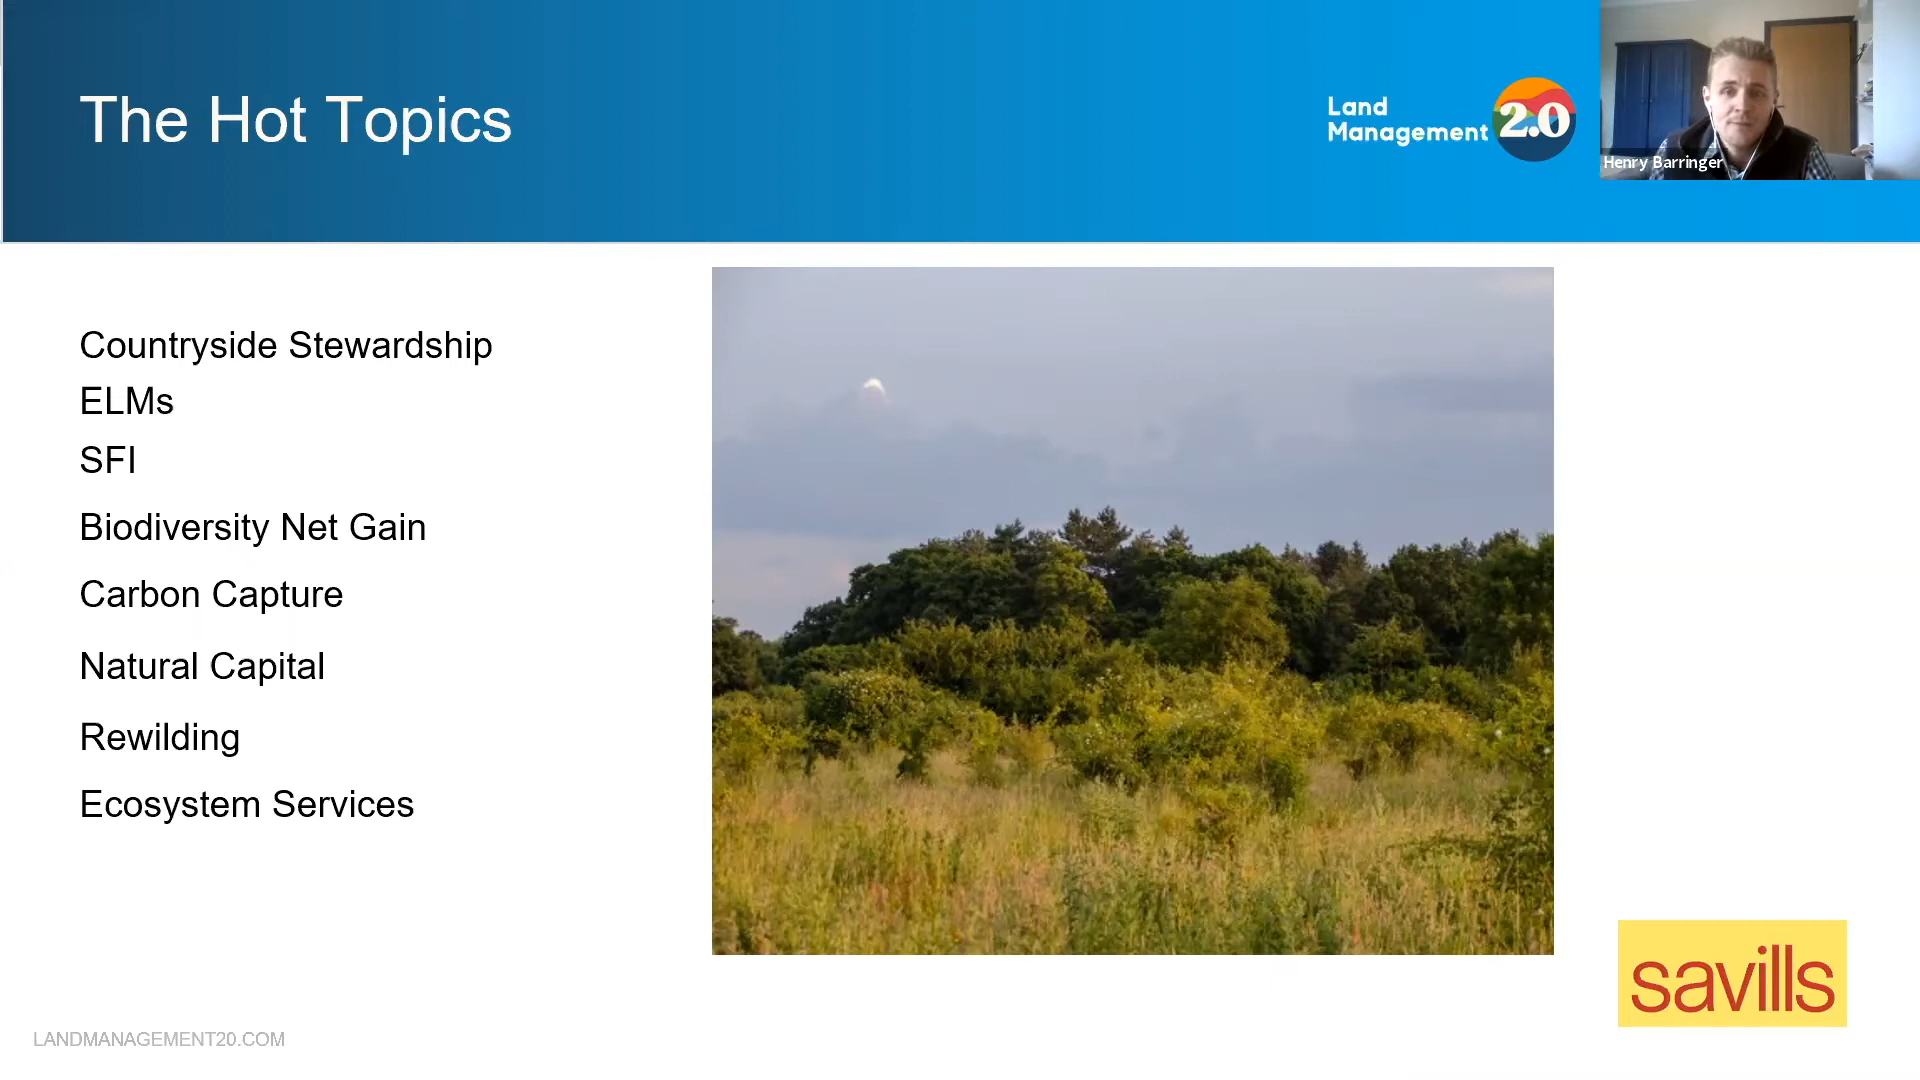 The Hot Topics
Land
Management
2.0
Henry Barringer
Countryside Stewardship
ELMs
SFI
Biodiversity Net Gain
Carbon Capture
Natural Capital
Rewilding
Ecosystem Services
savills
LANDMANAGEMENT20.COM